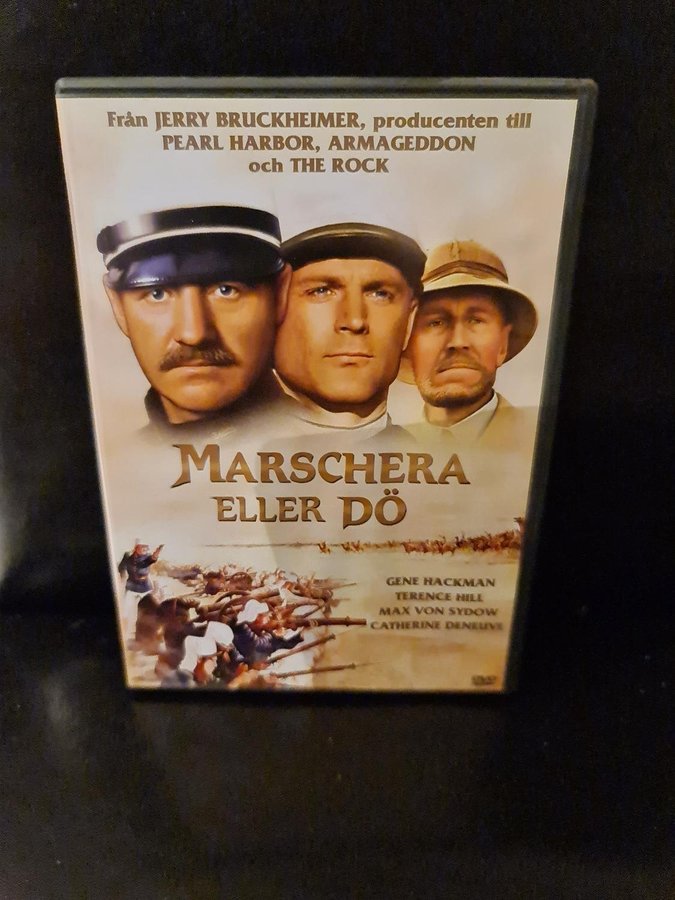 Från JERRY BRUCKHEIMER, producenten till
PEARL HARBOR, ARMAGEDDON
och THE ROCK
MARSCHERA
ELLER DÖ
GENE HACKMAN
TERENCE HILL
MAX VON SYDOW
CATHERINE DENEUVE
DVD